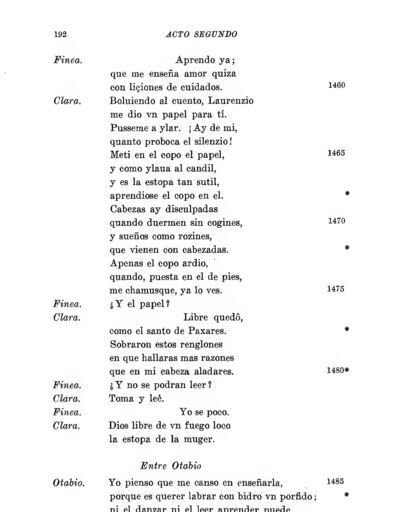 192 ACTO SEGUNDO
Finea. Aprendo ya;
que me enseña amor quiza
con liçiones de cuidados. 1460
Clara. Boluiendo al cuento, Laurenzio
me dio vn papel para tí.
Pusseme a ylar. ¡Ay de mi,
quanto proboca el silenzio!
Meti en el copo el papel, 1465
y como ylaua al candil,
y es la estopa tan sutil,
aprendiose el copo en el. *
Cabezas ay disculpadas
quando duermen sin cogines, 1470
y sueños como rozines,
que vienen con cabezadas. *
Apenas el copo ardio,
quando, puesta en el de pies,
me chamusque, ya lo ves. 1475
Finea. ¿Y el papel?
Clara. Libre quedô,
como el santo de Paxares. *
Sobraron estos renglones
en que hallaras mas razones
que en mi cabeza aladares. 1480*
Finea. ¿Y no se podran leer?
Clara. Toma y leé.
Finea. Yo se poco.
Clara. Dios libre de vn fuego loco
la estopa de la muger.
Entre Otabio
Otabio. Yo pienso que me canso en enseñarla, 1485
porque es querer labrar con bidro vn porfido; *
ni el danzar ni el leer aprender puede